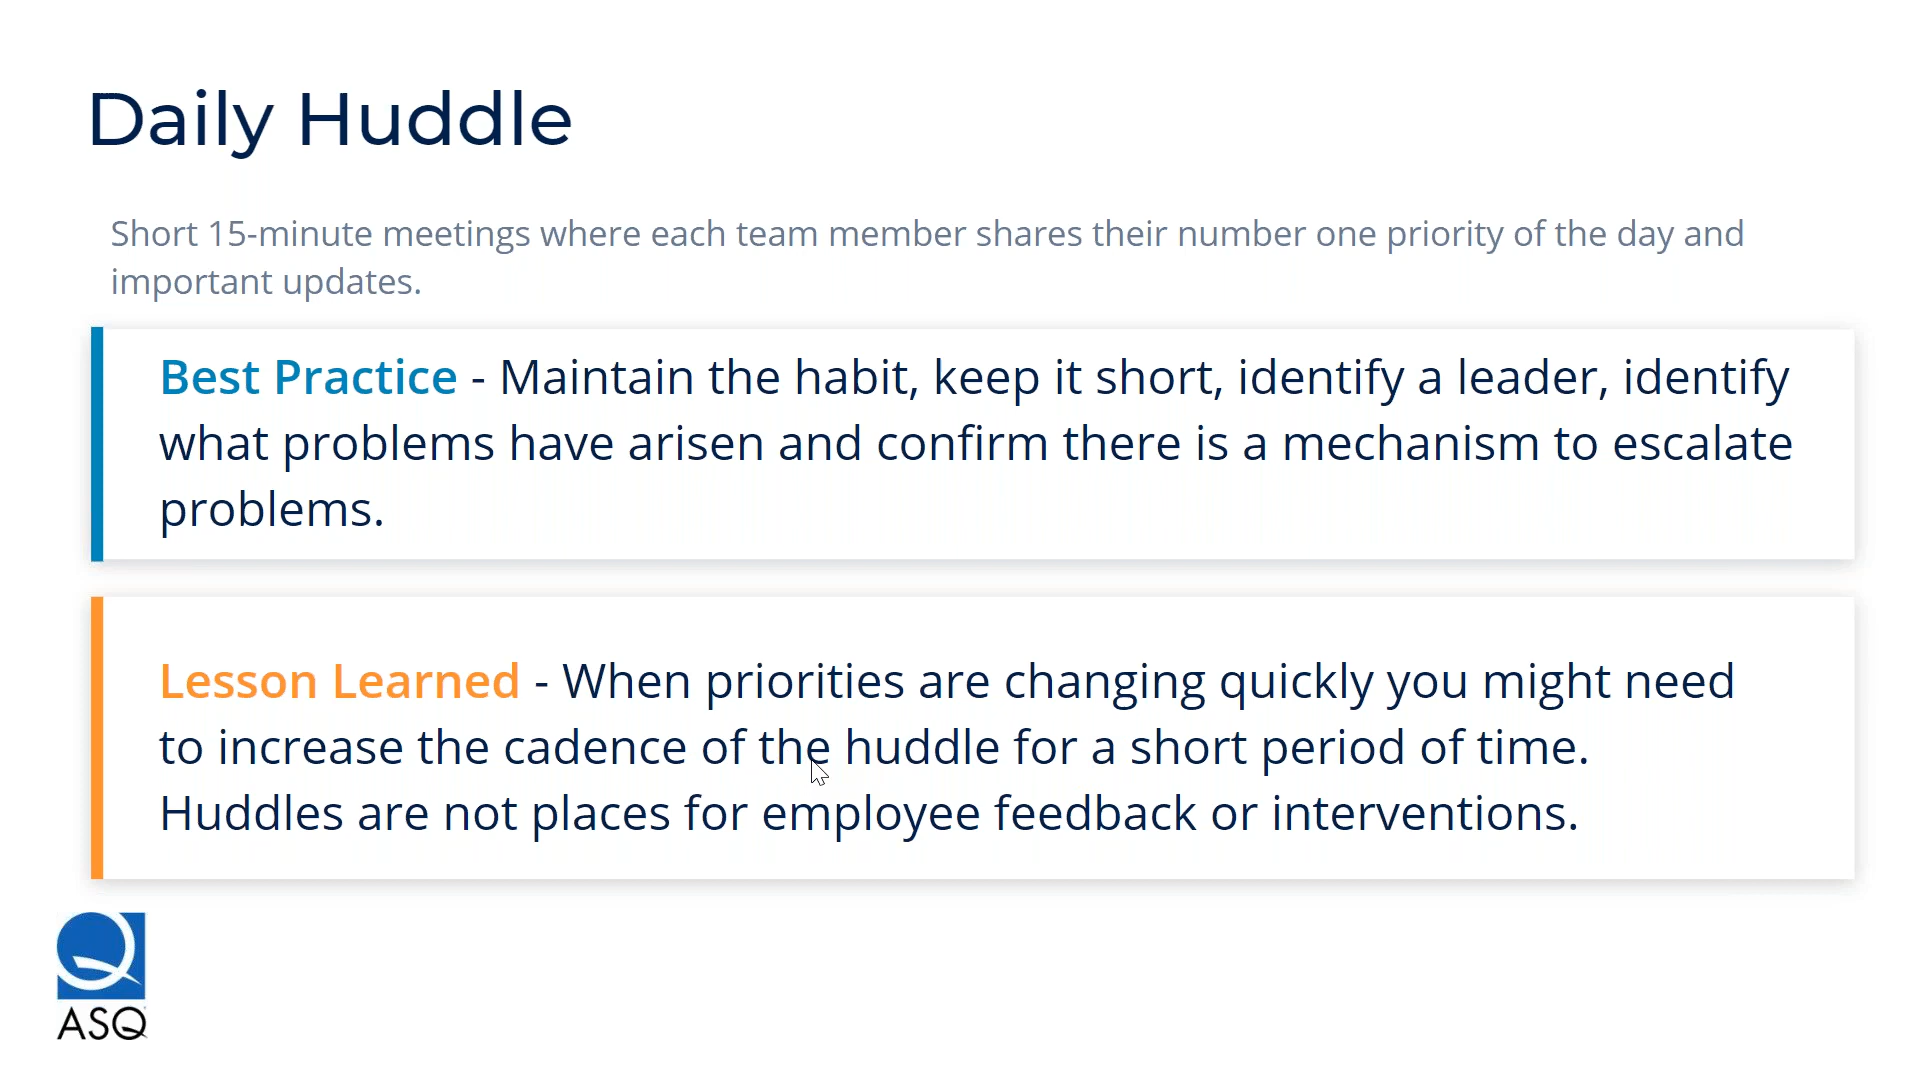 Daily Huddle
Short 15-minute meetings where each team member shares their number one priority of the day and
important updates.
Best Practice - Maintain the habit, keep it short, identify a leader, identify
what problems have arisen and confirm there is a mechanism to escalate
problems.
Lesson Learned - When priorities are changing quickly you might need
to increase the cadence of the huddle for a short period of time.
Huddles are not places for employee feedback or interventions.
ASQ